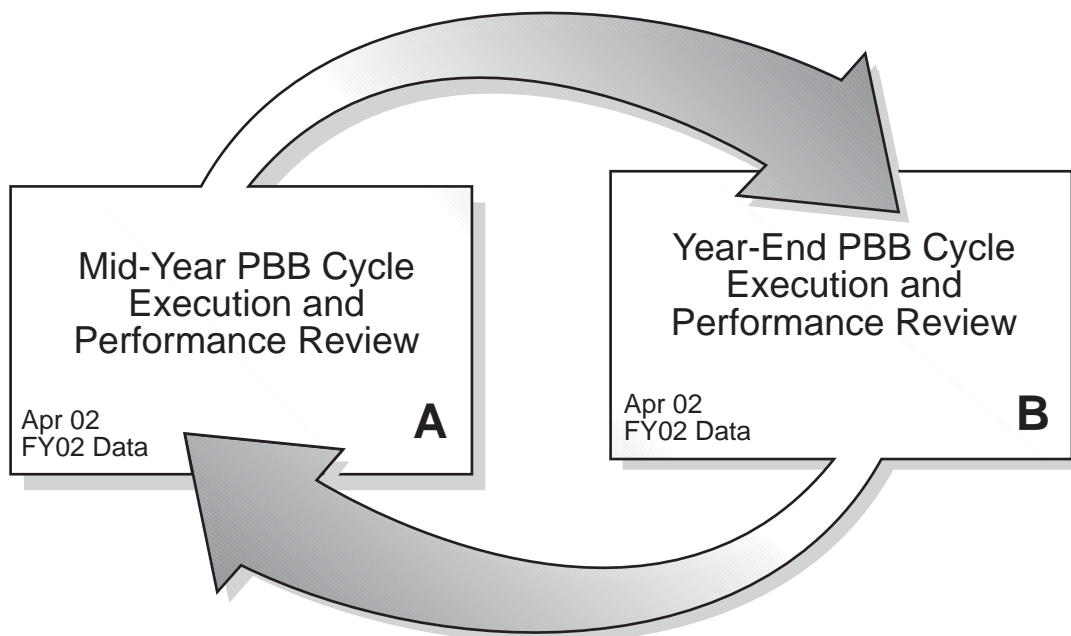 Mid-Year PBB Cycle
Execution and
Performance Review
Apr 02
FY02 Data
A
Year-End PBB Cycle
Execution and
Performance Review
Apr 02
FY02 Data
B